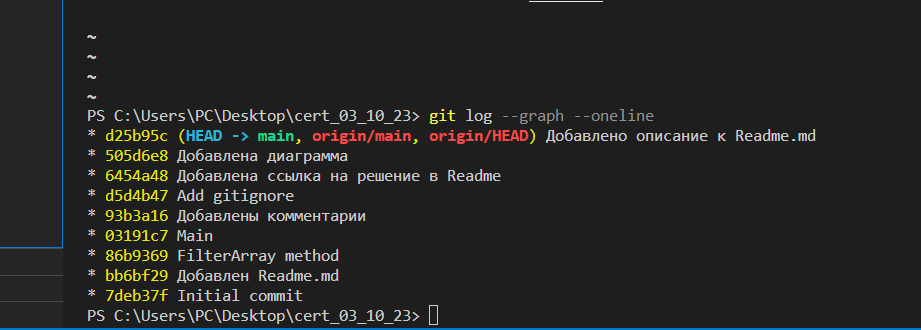 ~
~
~
~
PS C:\Users\PC\Desktop\cert_03_10_23> git log --graph --oneline
* d25b95c (HEAD -> main, origin/main, origin/HEAD) Добавлено описание к Readme.md
* 505d6e8 Добавлена диаграмма
* 6454a48 Добавлена ссылка на решение в Readme
* d5d4b47 Add gitignore
* 93b3a16 Добавлены комментарии
* 03191c7 Main
* 86b9369 FilterArray method
* bb6bf29 Добавлен Readme.md
* 7deb37f Initial commit
PS C:\Users\PC\Desktop\cert_03_10_23>